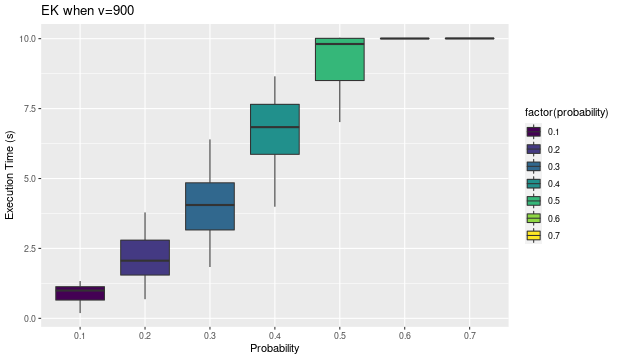 EK when v=900
Execution Time (s)
10.0
7.5
5.0
2.5
0.0
0.1 0.2 0.3 0.4 0.5 0.6 0.7
Probability
factor(probability)
0.1
0.2
0.3
0.4
0.5
0.6
0.7